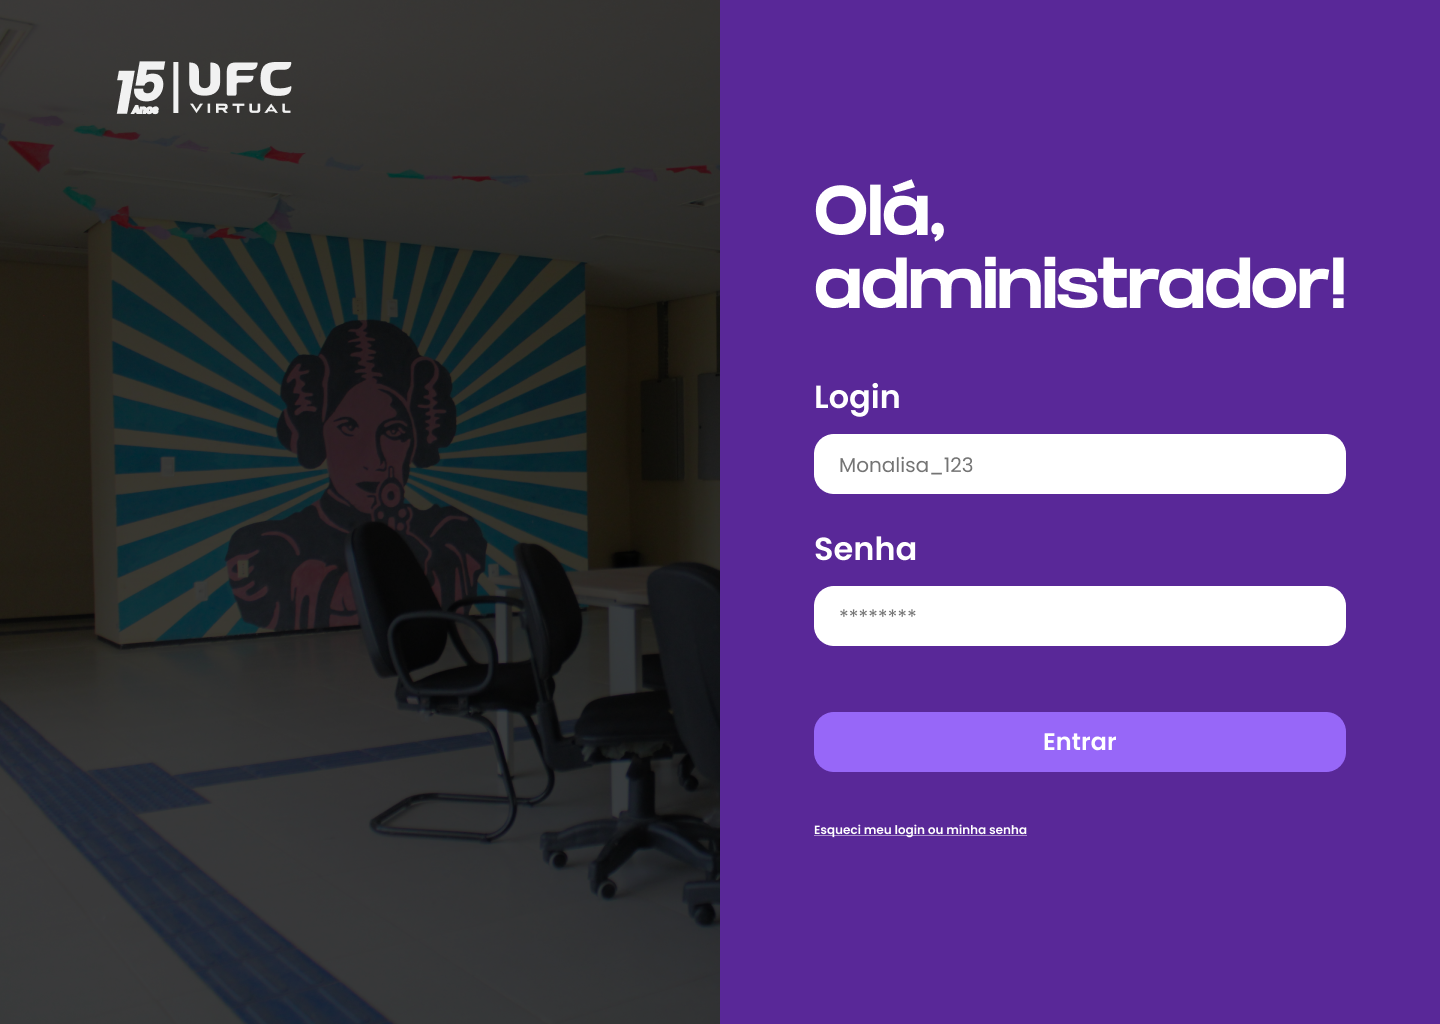 15 Anos | UFC
VIRTUAL
Olá,
administrador!
Login
Monalisa_123
Senha
********
Entrar
Esqueci meu login ou minha senha